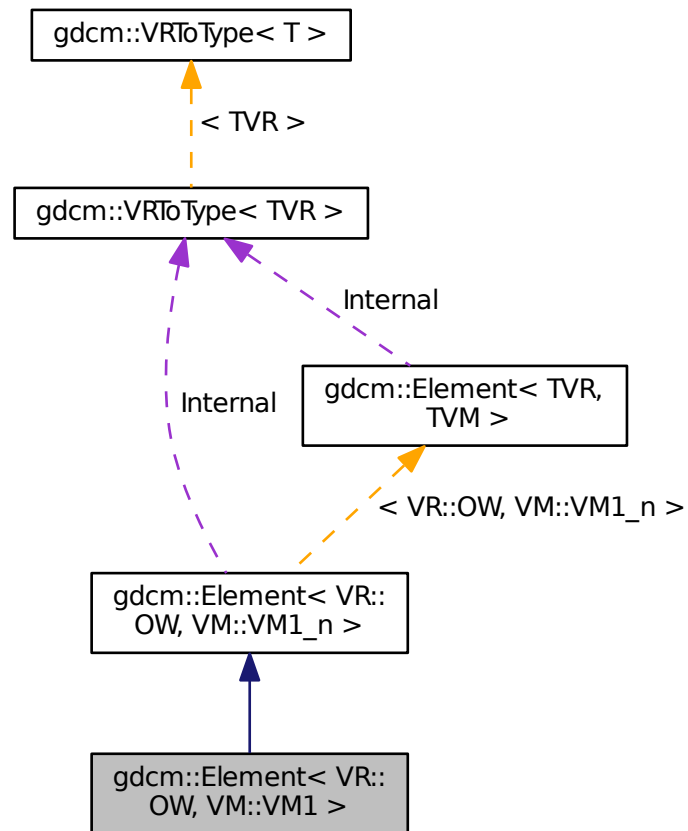 gdcm::VRToType< T >
< TVR >
gdcm::VRToType< TVR >
Internal
gdcm::Element< TVR,
TVM >
Internal
< VR::OW, VM::VM1_n >
gdcm::Element< VR::
OW, VM::VM1_n >
gdcm::Element< VR::
OW, VM::VM1 >